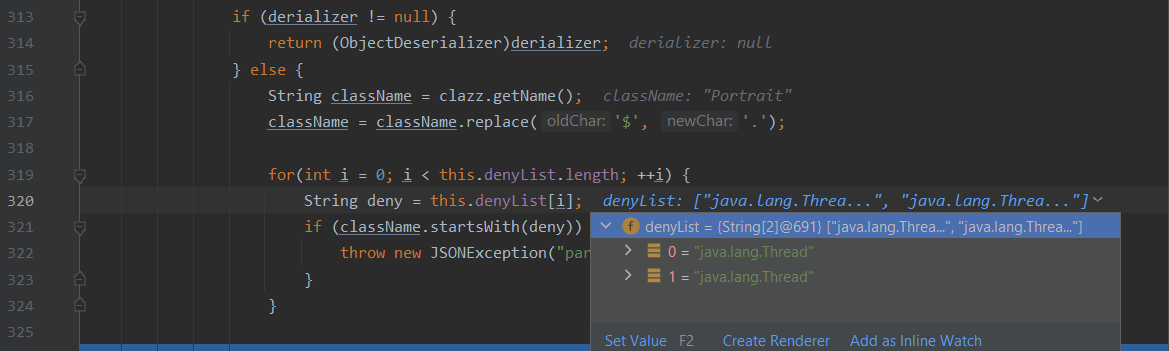 313 if (derializer != null) {
314 return (ObjectDeserializer)derializer; derializer: null
315 } else {
316 String className = clazz.getName(); className: "Portrait"
317 className = className.replace( oldChar: '$', newChar: '.');
318
319 for(int i = 0; i < this.denyList.length; ++i) {
320 String deny = this.denyList[i]; denyList: ["java.lang.Threa...", "java.lang.Threa..."]
321 if (className.startsWith(deny))
f denyList = {String[2]@691} ["java.lang.Threa...", "java.lang.Threa..."]
322 throw new JSONException("par
0 = "java.lang.Thread"
323 }
1 = "java.lang.Thread"
324 }
325
Set Value F2 Create Renderer Add as Inline Watch